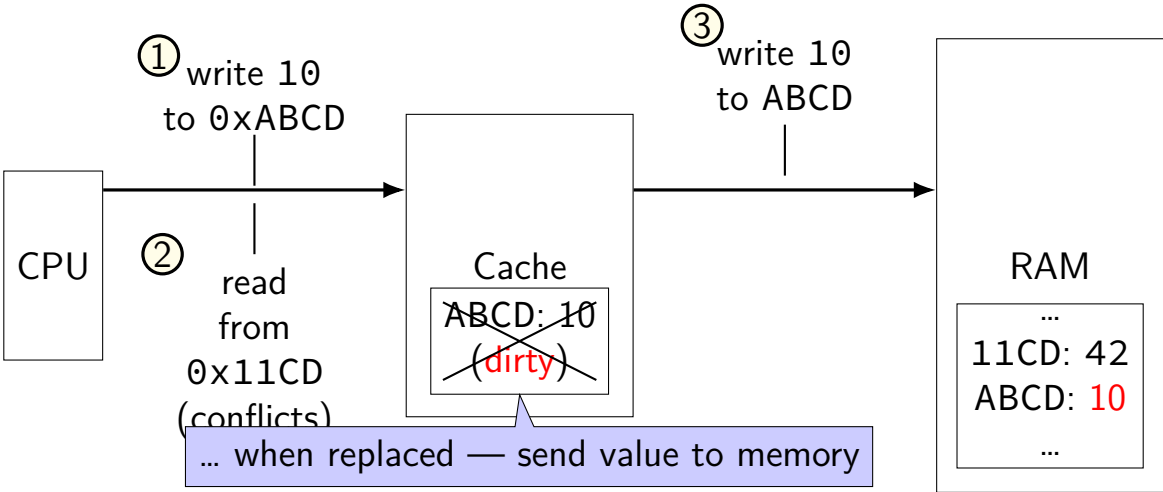 1
write 10
to 0xABCD
3
write 10
to ABCD
CPU
2
read
from
0x11CD
(conflicts)
Cache
ABCD: 10
(dirty)
... when replaced — send value to memory
RAM
...
11CD: 42
ABCD: 10
...